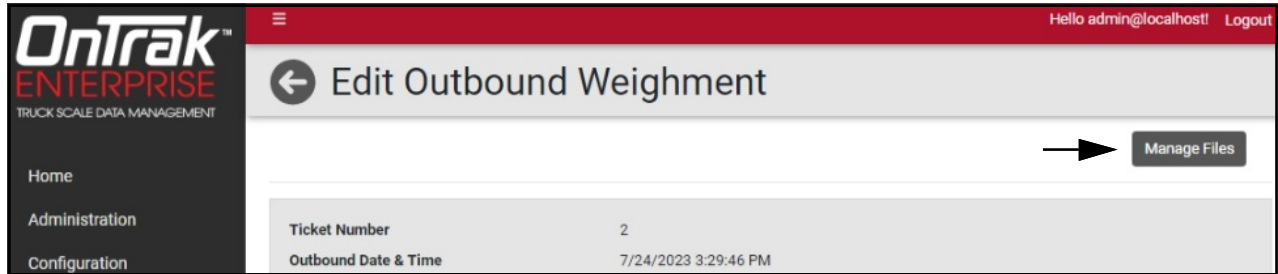 OnTrak™
ENTERPRISE
TRUCK SCALE DATA MANAGEMENT
Home
Administration
Configuration
☰ Hello admin@localhost! Logout
Edit Outbound Weighment
Manage Files
Ticket Number 2
Outbound Date & Time 7/24/2023 3:29:46 PM